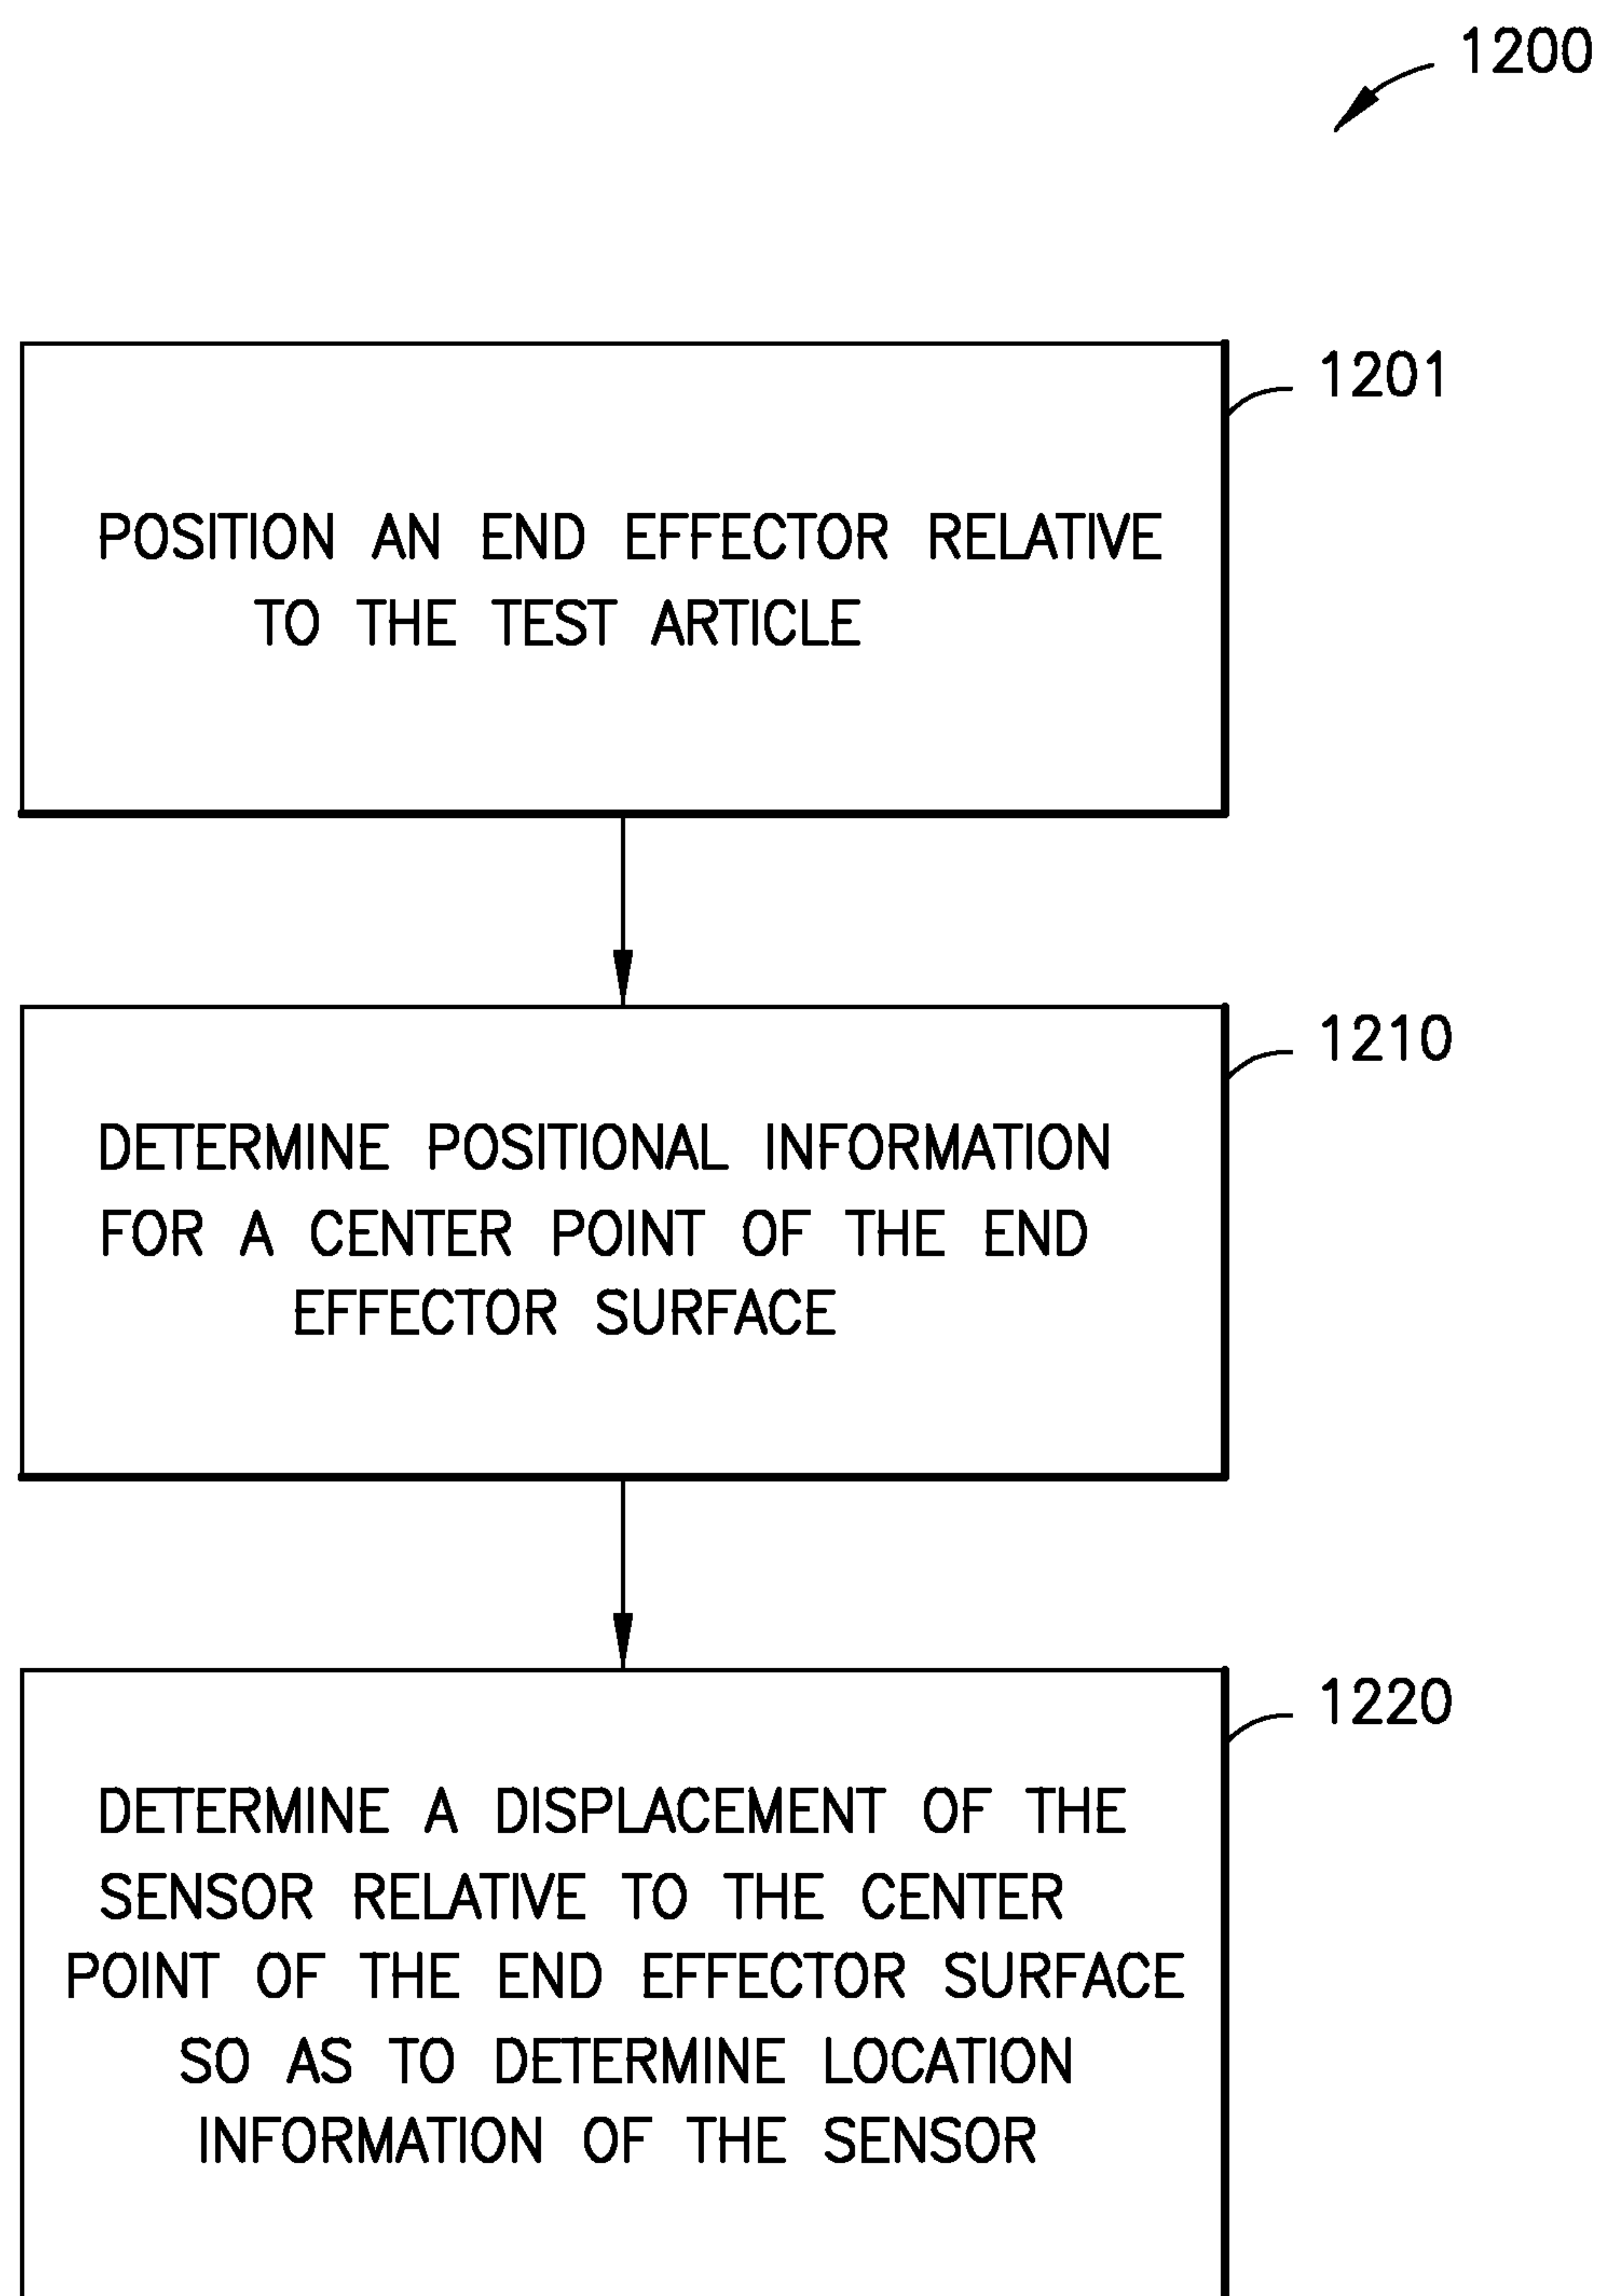 1200
1201
POSITION AN END EFFECTOR RELATIVE
TO THE TEST ARTICLE
1210
DETERMINE POSITIONAL INFORMATION
FOR A CENTER POINT OF THE END
EFFECTOR SURFACE
1220
DETERMINE A DISPLACEMENT OF THE
SENSOR RELATIVE TO THE CENTER
POINT OF THE END EFFECTOR SURFACE
SO AS TO DETERMINE LOCATION
INFORMATION OF THE SENSOR